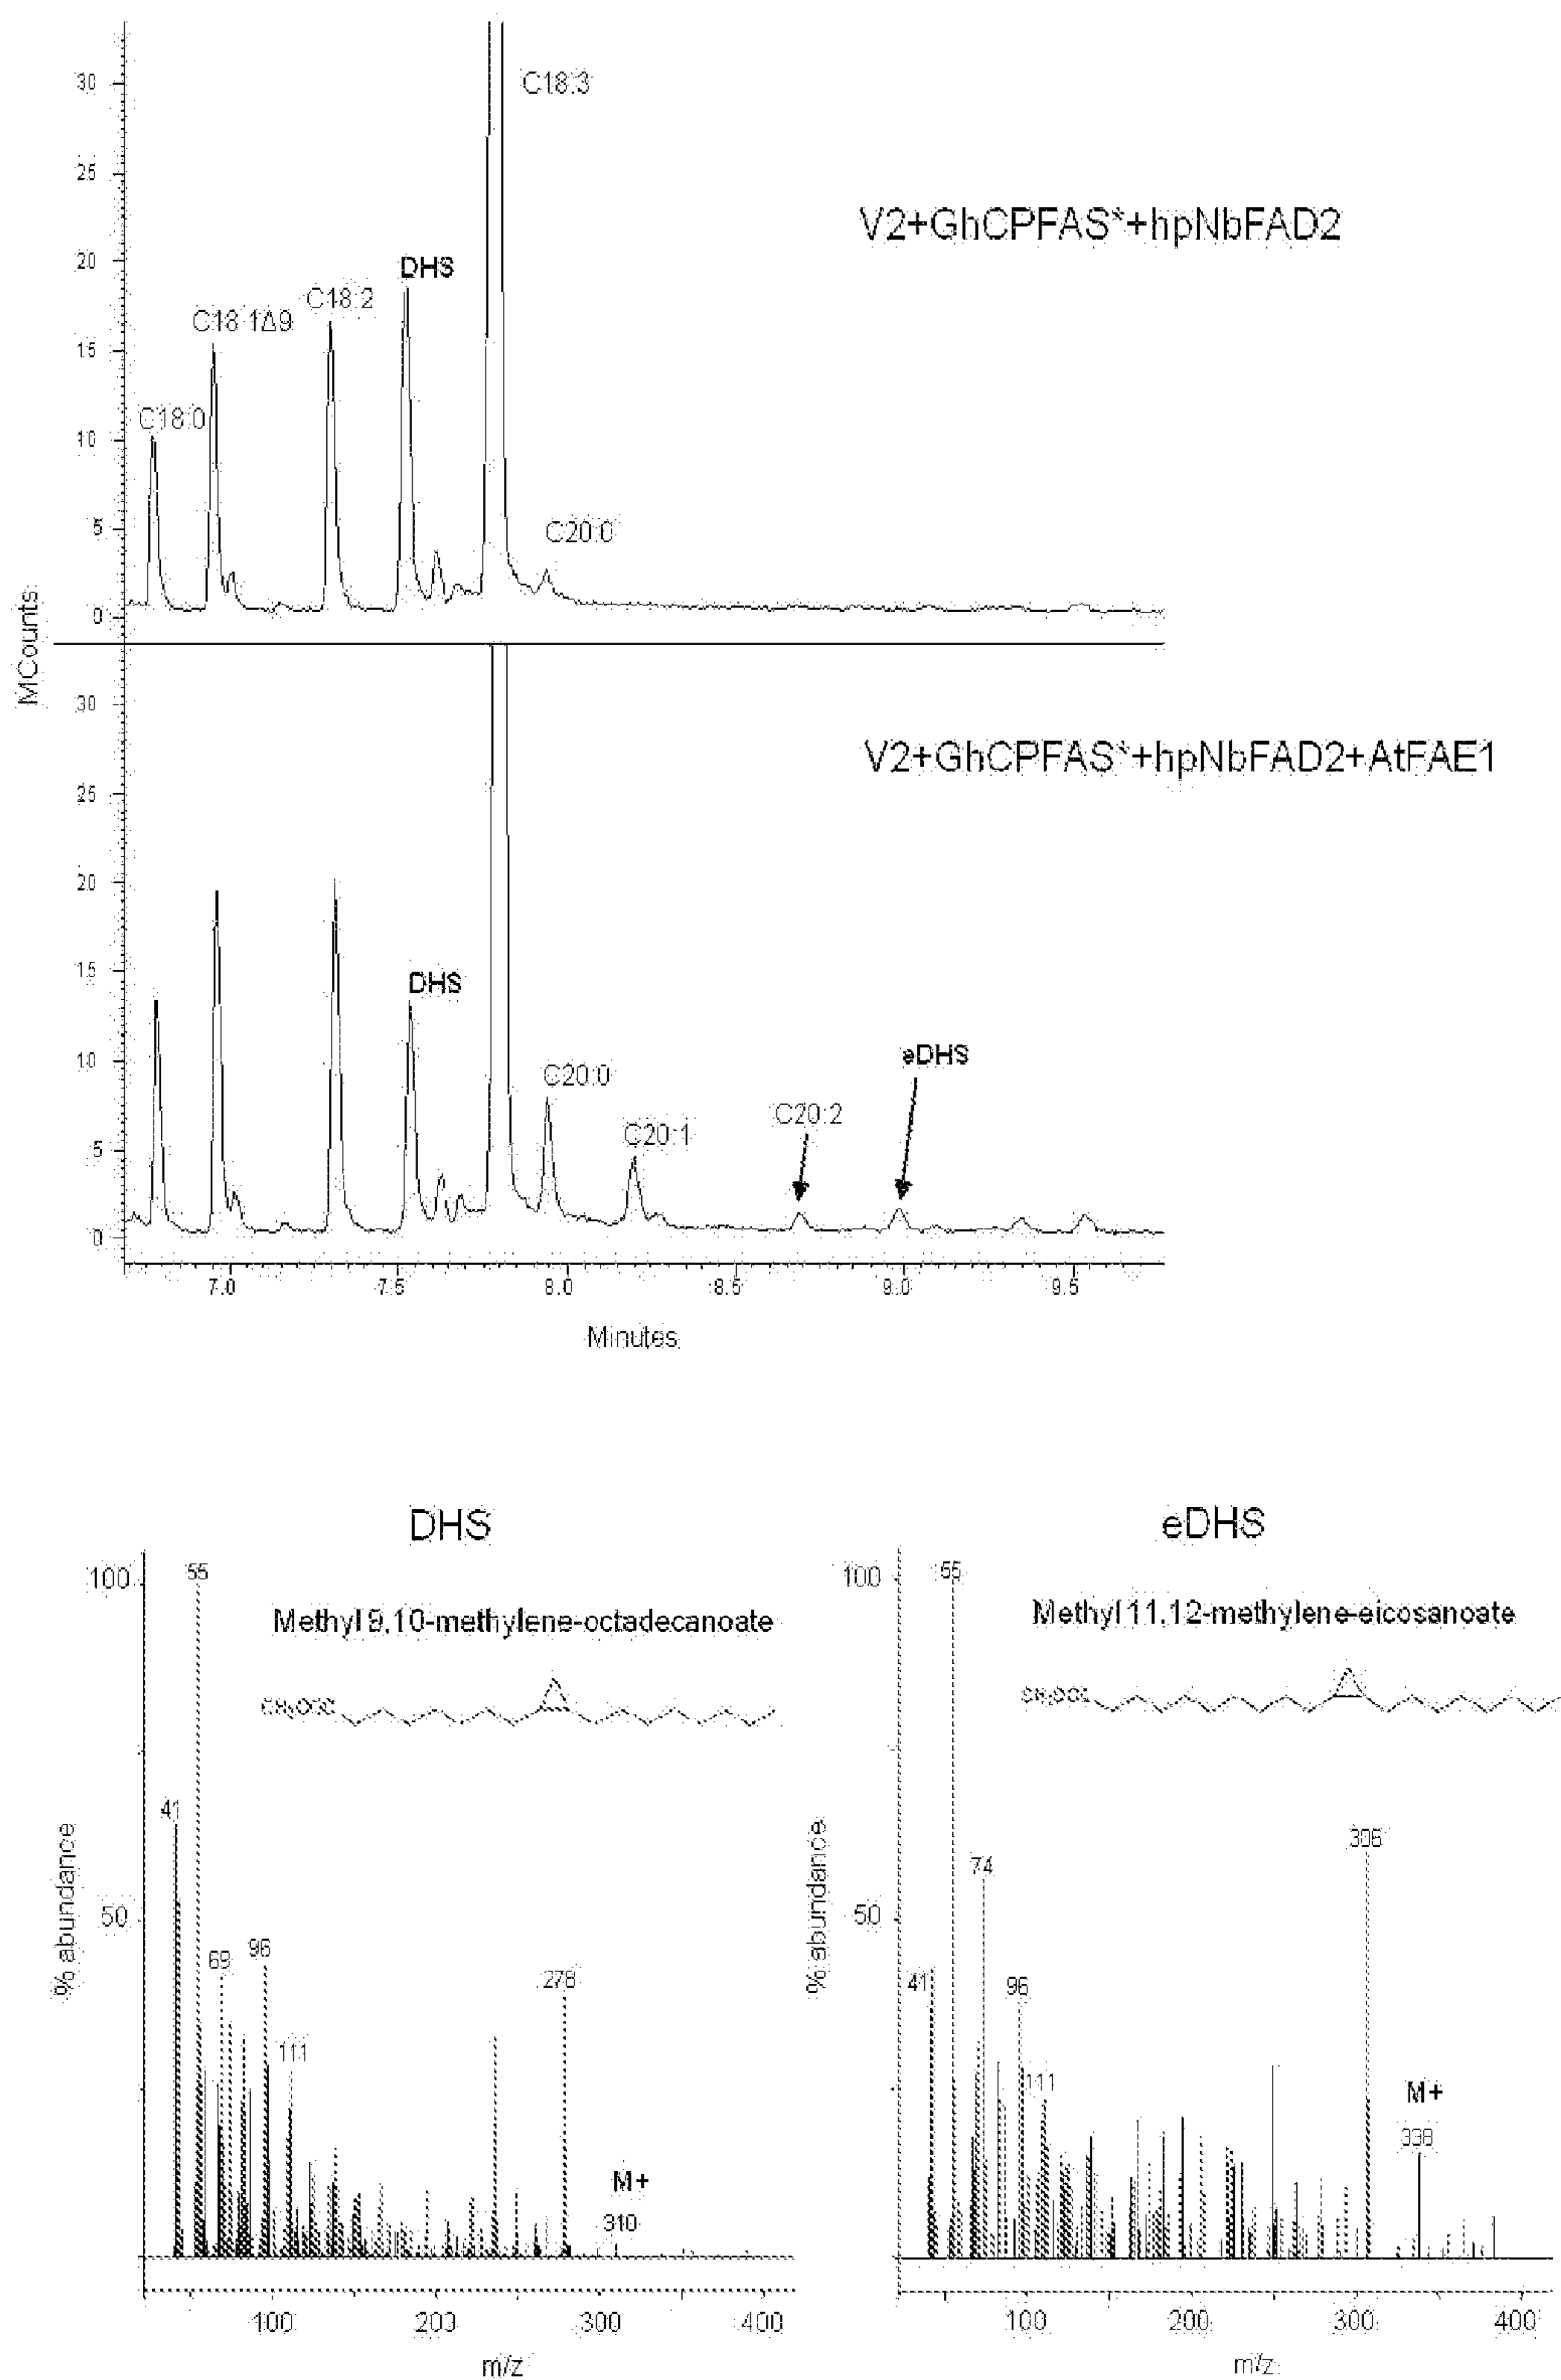 MCounts
30
25
20
15
10
5
0
C18:0
C18:1Δ9
C18:2
DHS
C18:3
C20:0
V2+GhCPFAS*+hpNbFAD2
30
25
20
15
10
5
0
DHS
C20:0
C20:1
C20:2
eDHS
V2+GhCPFAS*+hpNbFAD2+AtFAE1
7.0 7.5 8.0 8.5 9.0 9.5
Minutes
DHS
% abundance
100
50
Methyl 9,10-methylene-octadecanoate
CH₃OOC
55
41
69
96
111
278
M+
310
100 200 300 400
m/z
eDHS
% abundance
100
50
Methyl 11,12-methylene-eicosanoate
CH₃OOC
55
74
41
96
111
306
M+
338
100 200 300 400
m/z